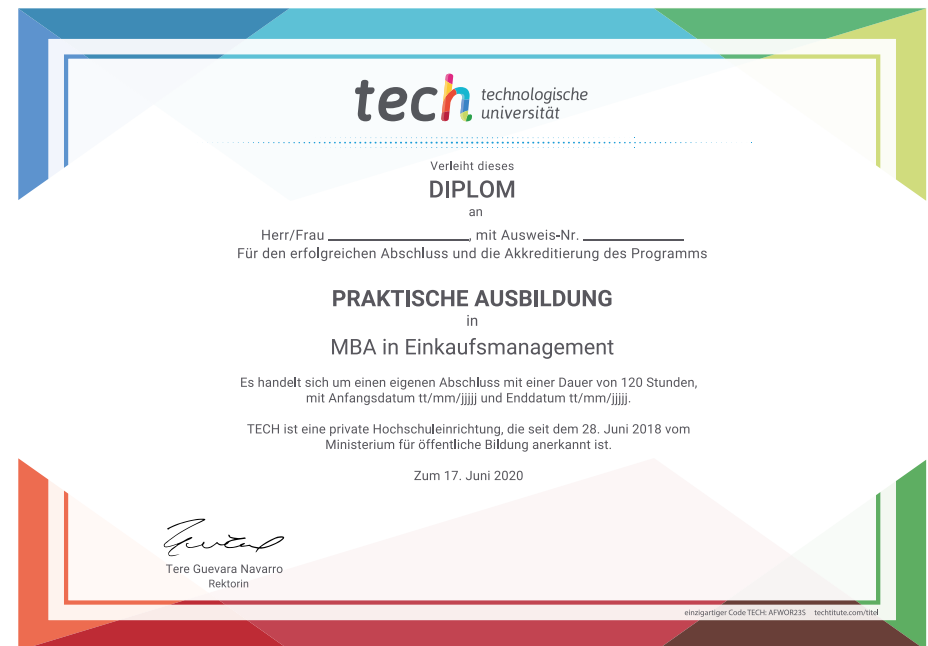 tech technologische
universität
Verleiht dieses
DIPLOM
an
Herr/Frau ________________, mit Ausweis-Nr. ____________
Für den erfolgreichen Abschluss und die Akkreditierung des Programms
PRAKTISCHE AUSBILDUNG
in
MBA in Einkaufsmanagement
Es handelt sich um einen eigenen Abschluss mit einer Dauer von 120 Stunden,
mit Anfangsdatum tt/mm/jjjjj und Enddatum tt/mm/jjjjj.
TECH ist eine private Hochschuleinrichtung, die seit dem 28. Juni 2018 vom
Ministerium für öffentliche Bildung anerkannt ist.
Zum 17. Juni 2020
Tere Guevara Navarro
Rektorin
einzigartiger Code TECH: AFWOR23S techtitute.com/titel